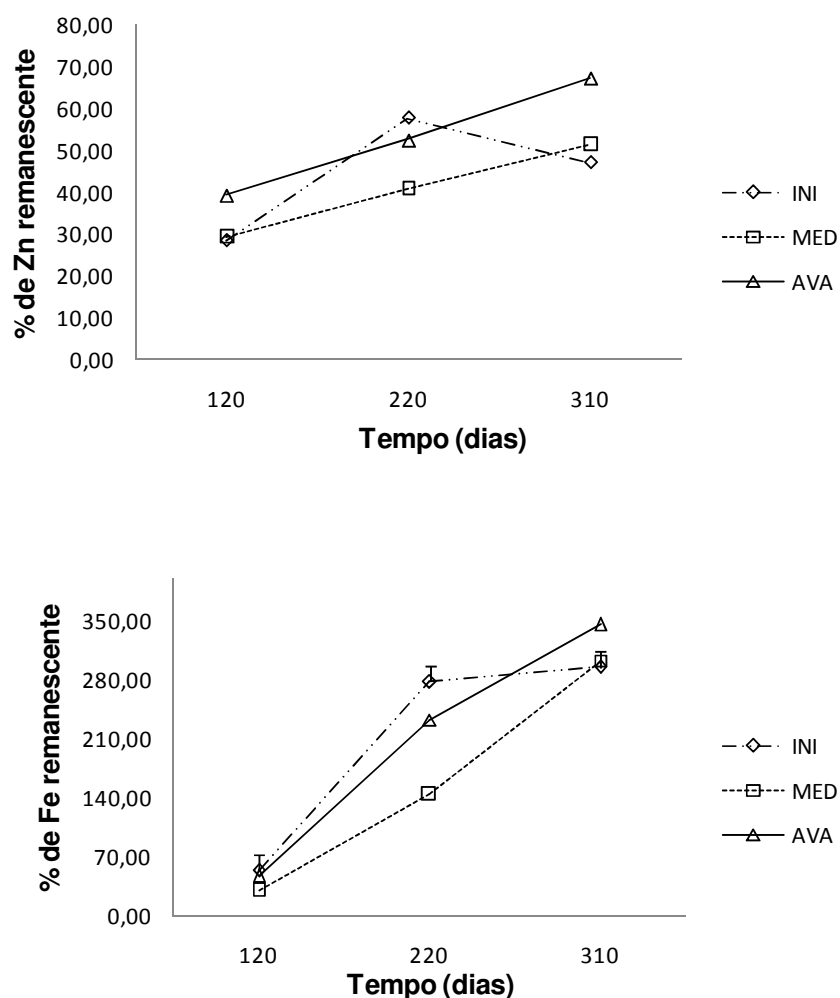 % de Zn remanescente
80,00
70,00
60,00
50,00
40,00
30,00
20,00
10,00
0,00
120 220 310
Tempo (dias)
INI
MED
AVA
% de Fe remanescente
350,00
280,00
210,00
140,00
70,00
0,00
120 220 310
Tempo (dias)
INI
MED
AVA